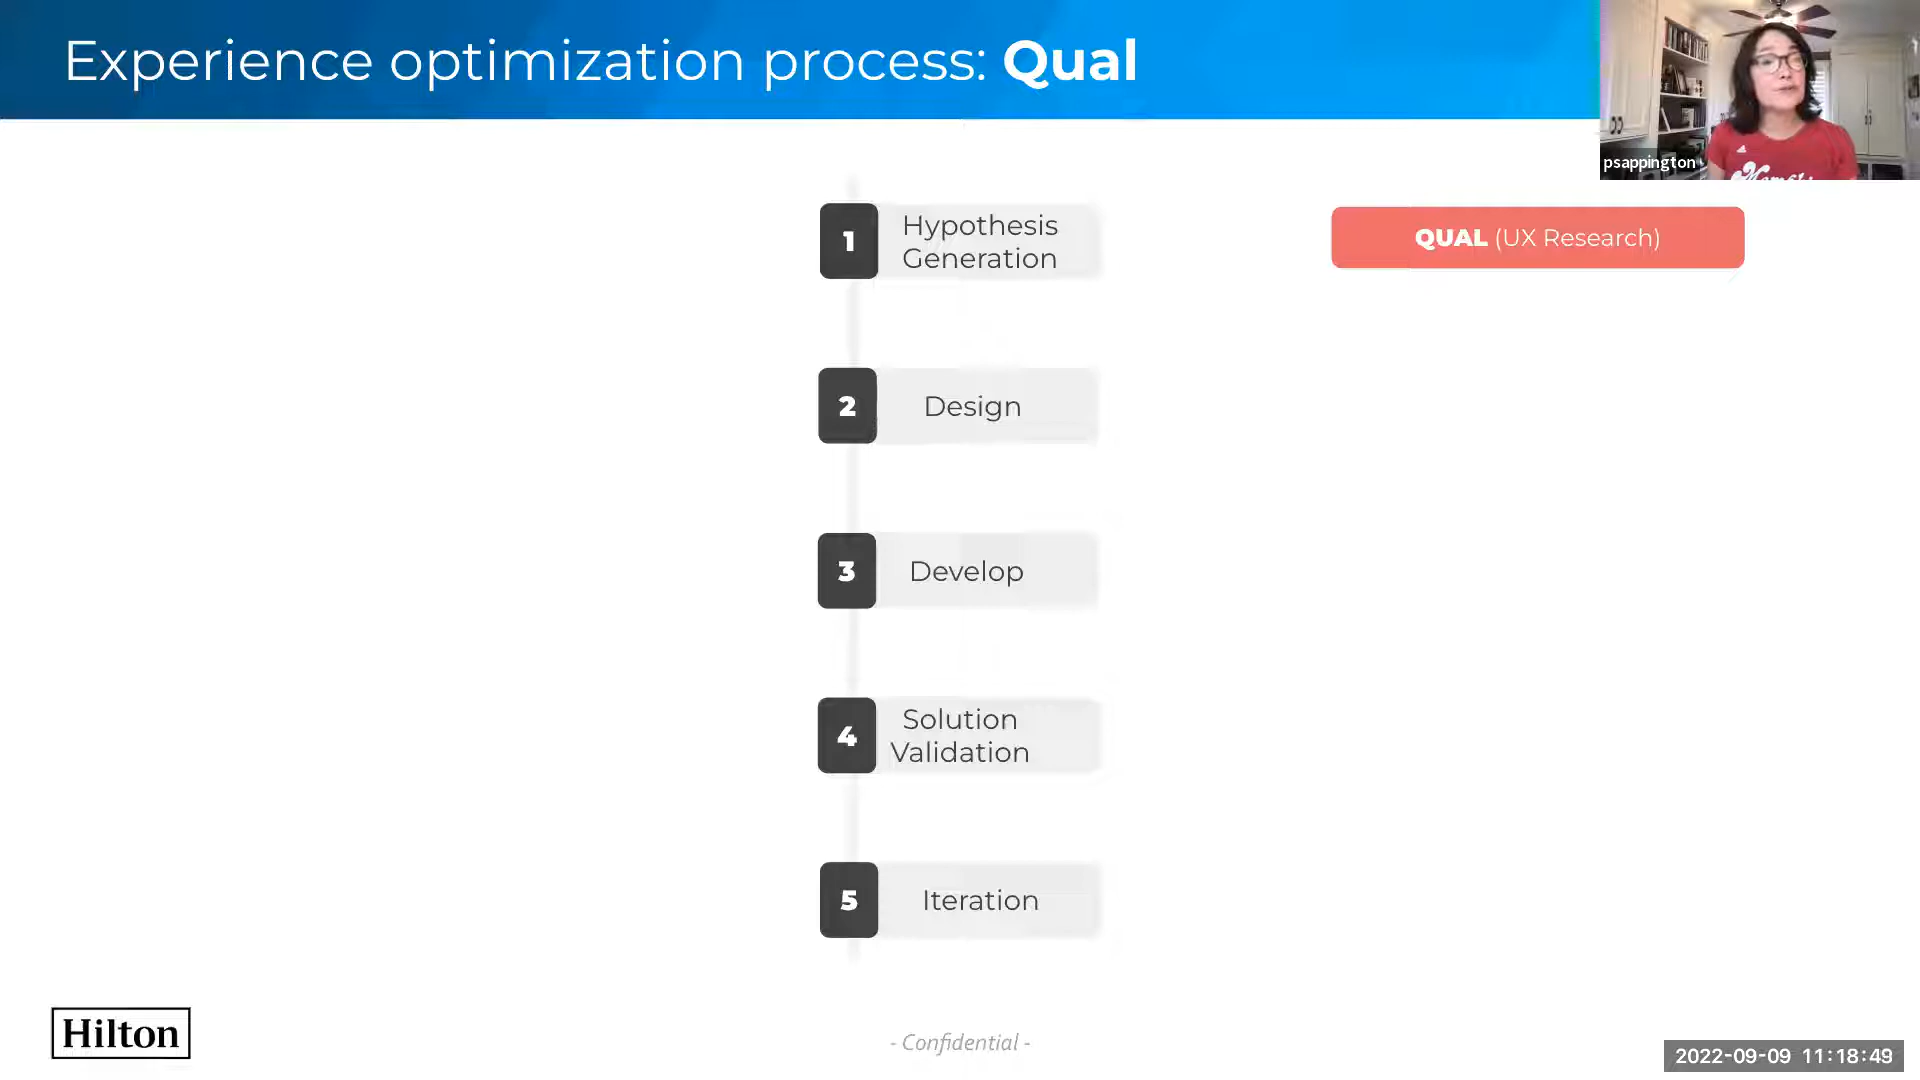 Experience optimization process: Qual
psappington
1
Hypothesis
Generation
QUAL (UX Research)
2
Design
3
Develop
4
Solution
Validation
5
Iteration
Hilton
- Confidential -
2022-09-09 11:18:49